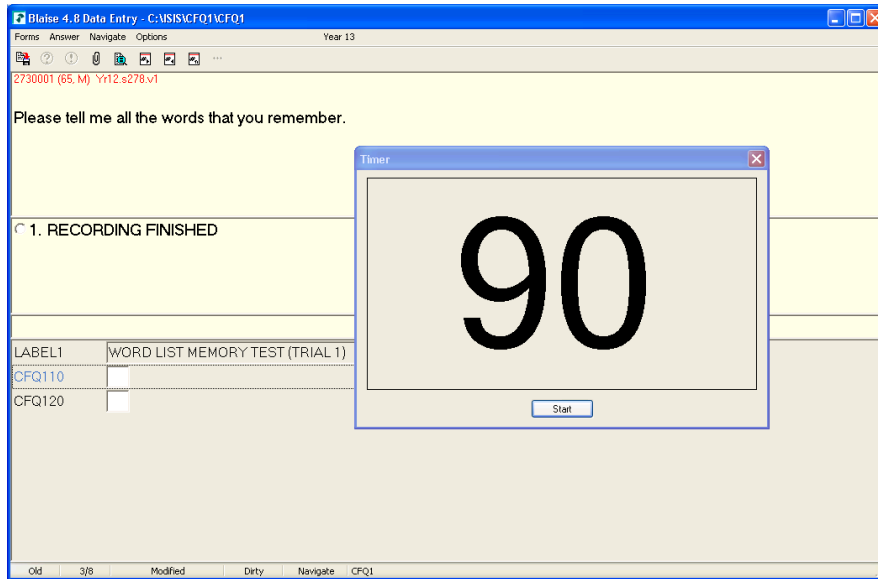 Blaise 4.8 Data Entry - C:\ISIS\CFQ1\CFQ1
Forms Answer Navigate Options Year 13
2730001 (65, M) Yr12.s278.v1
Please tell me all the words that you remember.
Timer
90
Start
1. RECORDING FINISHED
LABEL1 WORD LIST MEMORY TEST (TRIAL 1)
CFQ110
CFQ120
Old 3/8 Modified Dirty Navigate CFQ1